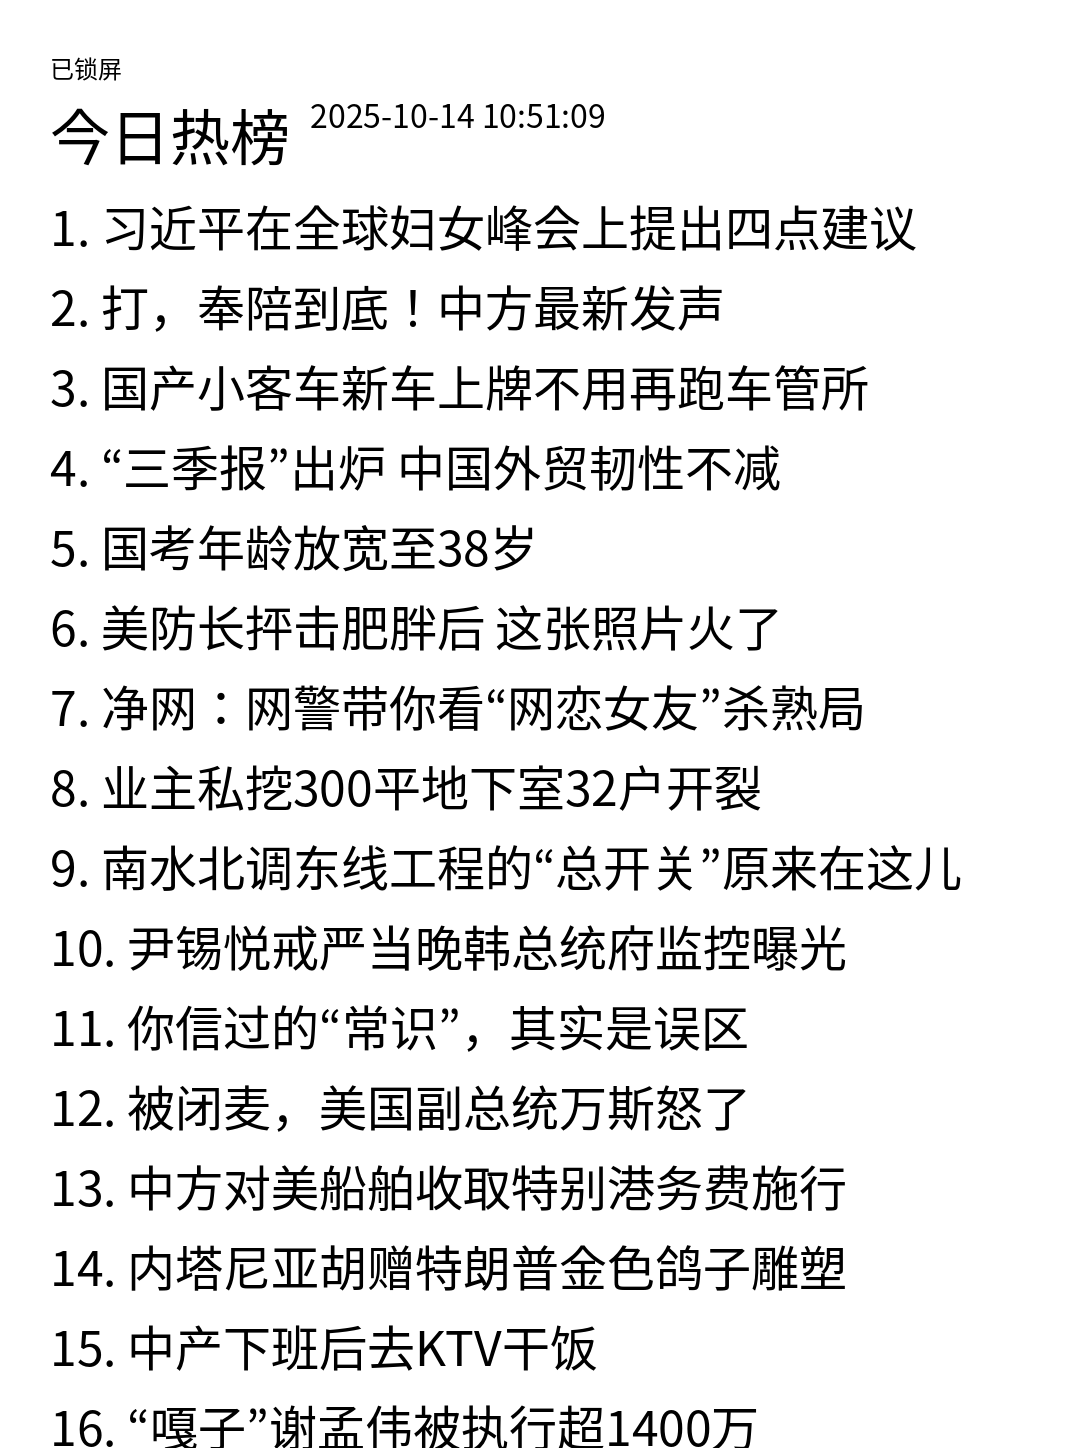 已锁屏
今日热榜 2025-10-14 10:51:09
1. 习近平在全球妇女峰会上提出四点建议
2. 打，奉陪到底！中方最新发声
3. 国产小客车新车上牌不用再跑车管所
4. “三季报”出炉 中国外贸韧性不减
5. 国考年龄放宽至38岁
6. 美防长抨击肥胖后 这张照片火了
7. 净网：网警带你看“网恋女友”杀熟局
8. 业主私挖300平地下室32户开裂
9. 南水北调东线工程的“总开关”原来在这儿
10. 尹锡悦戒严当晚韩总统府监控曝光
11. 你信过的“常识”，其实是误区
12. 被闭麦，美国副总统万斯怒了
13. 中方对美船舶收取特别港务费施行
14. 内塔尼亚胡赠特朗普金色鸽子雕塑
15. 中产下班后去KTV干饭
16. “嘎子”谢孟伟被执行超1400万